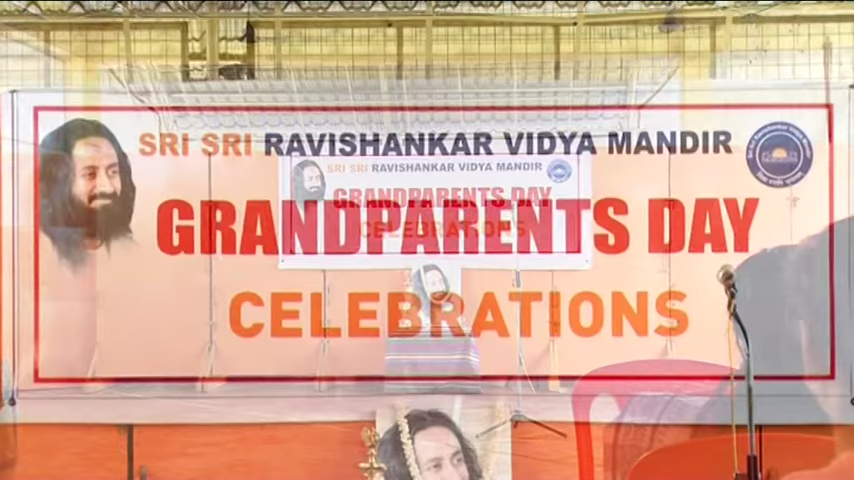 SRI SRI RAVISHANKAR VIDYA MANDIR
GRANDPARENTS DAY
CELEBRATIONS
SRI SRI RAVISHANKAR VIDYA MANDIR
GRANDPARENTS DAY
CELEBRATIONS